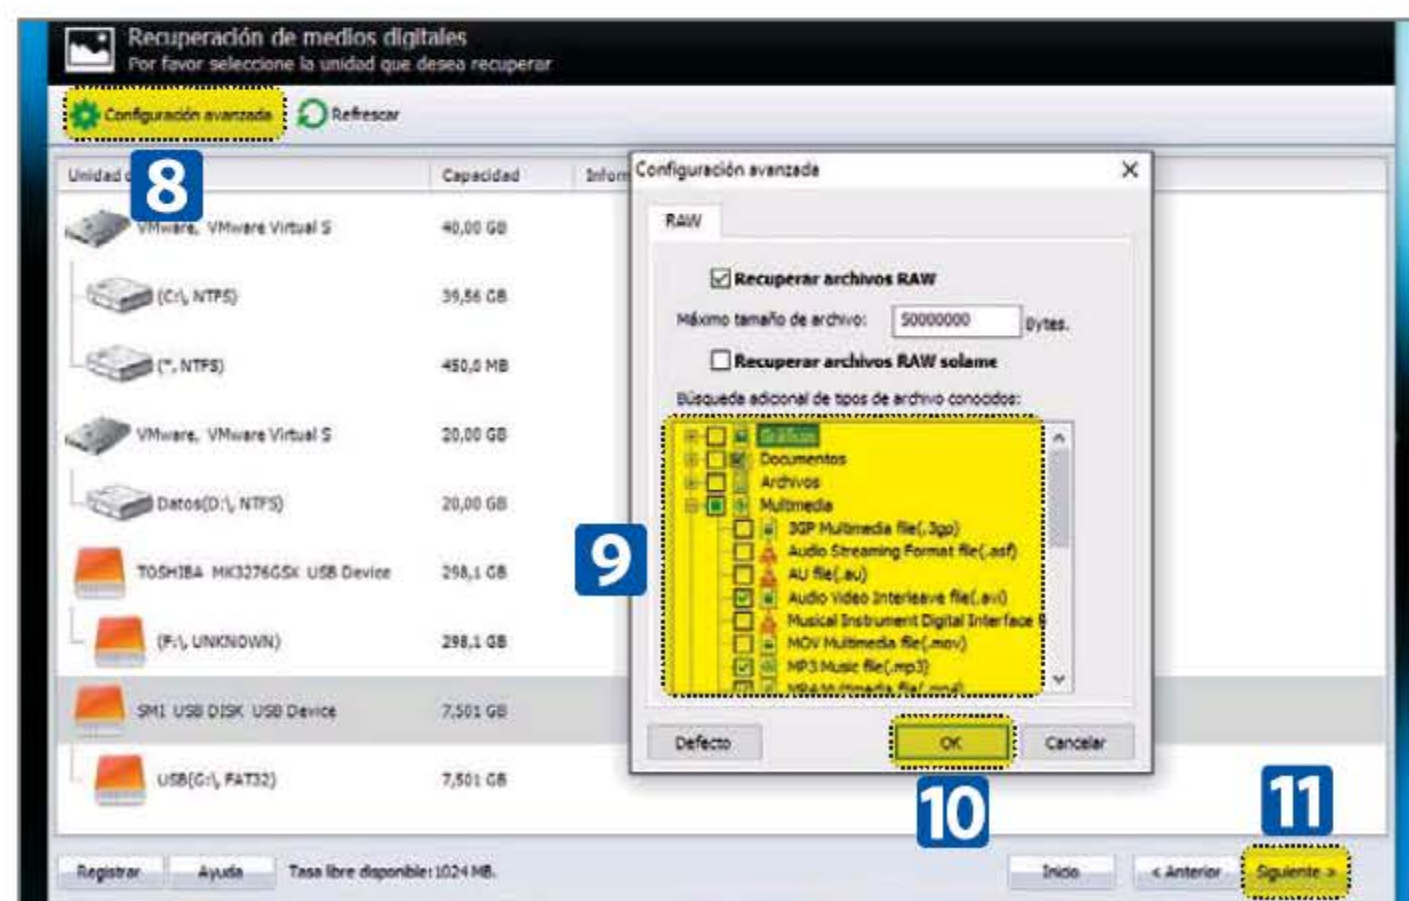 Recuperación de medios digitales
Por favor seleccione la unidad que desea recuperar
Configuración avanzada Refrescar
8
Unidad d Capacidad Inform
VMware, VMware Virtual S 40,00 GB
(C:\, NTFS) 39,56 GB
(*, NTFS) 450,0 MB
VMware, VMware Virtual S 20,00 GB
Datos(D:\, NTFS) 20,00 GB
TOSHIBA MK3276GSX USB Device 298,1 GB
(F:\, UNKNOWN) 298,1 GB
SMI USB DISK USB Device 7,501 GB
USB(G:\, FAT32) 7,501 GB
Configuración avanzada
RAW
Recuperar archivos RAW
Máximo tamaño de archivo: 50000000 Bytes.
Recuperar archivos RAW solame
Búsqueda adicional de tipos de archivo conocidos:
9
Gráficos
Documentos
Archivos
Multimedia
3GP Multimedia file(.3gp)
Audio Streaming Format file(.asf)
AU file(.au)
Audio Video Interleave file(.avi)
Musical Instrument Digital Interface
MOV Multimedia file(.mov)
MP3 Music file(.mp3)
MP4 Multimedia file(.mp4)
Defecto OK Cancelar
10
11
Registrar Ayuda Tasa libre disponible:1024 MB. Inicio < Anterior Siguiente >